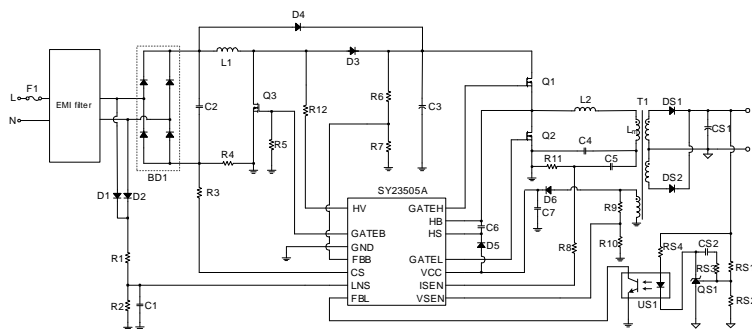 D4
L1
D3
Q1
F1
L
EMI filter
N
C2
Q3
R12
R6
C3
L2
T1
DS1
Lm
CS1
R5
R7
Q2
C4
R4
R11
C5
BD1
DS2
D1
D2
R3
SY23505A
D6
R9
C7
HV
GATEH
HB
HS
C6
D5
GATEB
GND
FBB
CS
LNS
FBL
GATEL
VCC
ISEN
VSEN
R8
R10
RS4
CS2
RS3
RS1
QS1
RS2
R1
R2
C1
US1